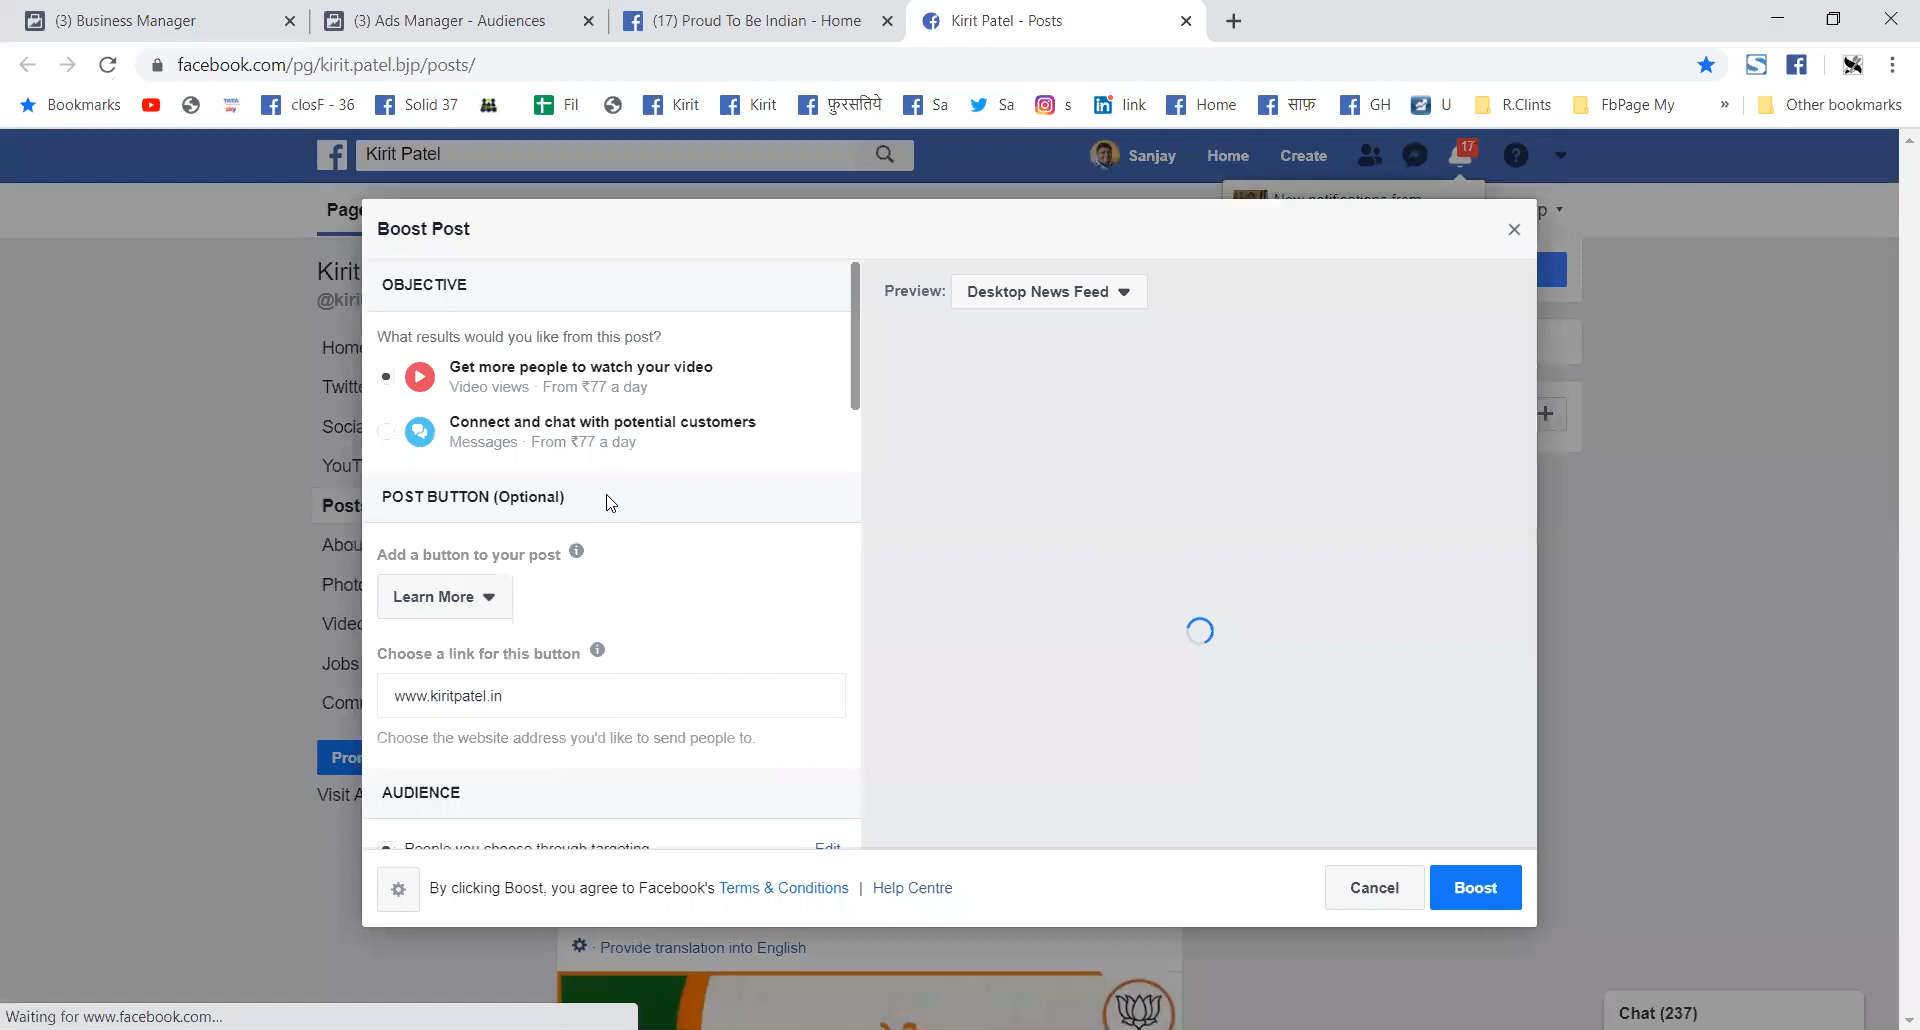 (3) Business Manager
(3) Ads Manager - Audiences
(17) Proud To Be Indian - Home
Kirit Patel - Posts
facebook.com/pg/kirit.patel.bjp/posts/
Bookmarks
closF - 36
Solid 37
Fil
Kirit
Kirit
फुरसतिये
Sa
Sa
s
link
Home
साफ़
GH
U
R.Clints
FbPage My
»
Other bookmarks
Kirit Patel
Sanjay
Home
Create
17
Page
Kirit
@kiri
Home
Twitte
Socia
YouT
Posts
Abou
Photo
Video
Jobs
Com
Pro
Visit A
p
Boost Post
OBJECTIVE
What results would you like from this post?
Get more people to watch your video
Video views · From ₹77 a day
Connect and chat with potential customers
Messages · From ₹77 a day
POST BUTTON (Optional)
Add a button to your post
Learn More
Choose a link for this button
www.kiritpatel.in
Choose the website address you'd like to send people to.
AUDIENCE
People you choose through targeting
Edit
Preview:
Desktop News Feed
By clicking Boost, you agree to Facebook's Terms & Conditions | Help Centre
Cancel
Boost
· Provide translation into English
Waiting for www.facebook.com...
Chat (237)